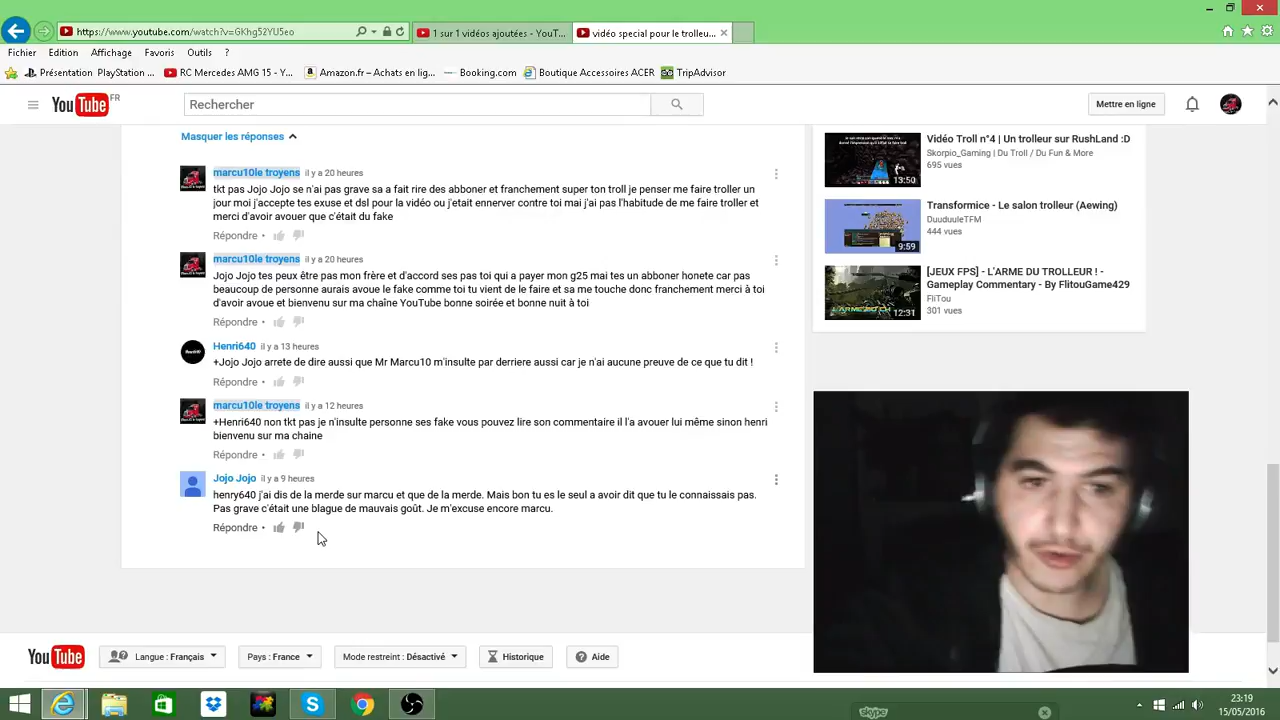 https://www.youtube.com/watch?v=GKhg52YU5eo
1 sur 1 vidéos ajoutées - YouT...
vidéo special pour le trolleu...
Fichier Edition Affichage Favoris Outils ?
Présentation PlayStation ...
RC Mercedes AMG 15 - Y...
Amazon.fr – Achats en lig...
Booking.com
Boutique Accessoires ACER
TripAdvisor
YouTube FR
Rechercher
Mettre en ligne
Masquer les réponses
marcu10le troyens il y a 20 heures
tkt pas Jojo Jojo se n'ai pas grave sa a fait rire des abboner et franchement super ton troll je penser me faire troller un
jour moi j'accepte tes exuse et dsl pour la vidéo ou j'etait ennerver contre toi mai j'ai pas l'habitude de me faire troller et
merci d'avoir avouer que c'était du fake
Répondre •
marcu10le troyens il y a 20 heures
Jojo Jojo tes peux être pas mon frère et d'accord ses pas toi qui a payer mon g25 mai tes un abboner honete car pas
beaucoup de personne aurais avoue le fake comme toi tu vient de le faire et sa me touche donc franchement merci à toi
d'avoir avoue et bienvenu sur ma chaîne YouTube bonne soirée et bonne nuit à toi
Répondre •
Henri640 il y a 13 heures
+Jojo Jojo arrete de dire aussi que Mr Marcu10 m'insulte par derriere aussi car je n'ai aucune preuve de ce que tu dit !
Répondre •
marcu10le troyens il y a 12 heures
+Henri640 non tkt pas je n'insulte personne ses fake vous pouvez lire son commentaire il l'a avouer lui même sinon henri
bienvenu sur ma chaine
Répondre •
Jojo Jojo il y a 9 heures
henry640 j'ai dis de la merde sur marcu et que de la merde. Mais bon tu es le seul a avoir dit que tu le connaissais pas.
Pas grave c'était une blague de mauvais goût. Je m'excuse encore marcu.
Répondre •
Vidéo Troll n°4 | Un trolleur sur RushLand :D
Skorpio_Gaming | Du Troll / Du Fun & More
695 vues
13:50
Transformice - Le salon trolleur (Aewing)
DuuduuleTFM
444 vues
9:59
[JEUX FPS] - L'ARME DU TROLLEUR ! -
Gameplay Commentary - By FlitouGame429
FliTou
301 vues
12:31
YouTube
Langue : Français
Pays : France
Mode restreint : Désactivé
Historique
Aide
skype
23:19
15/05/2016